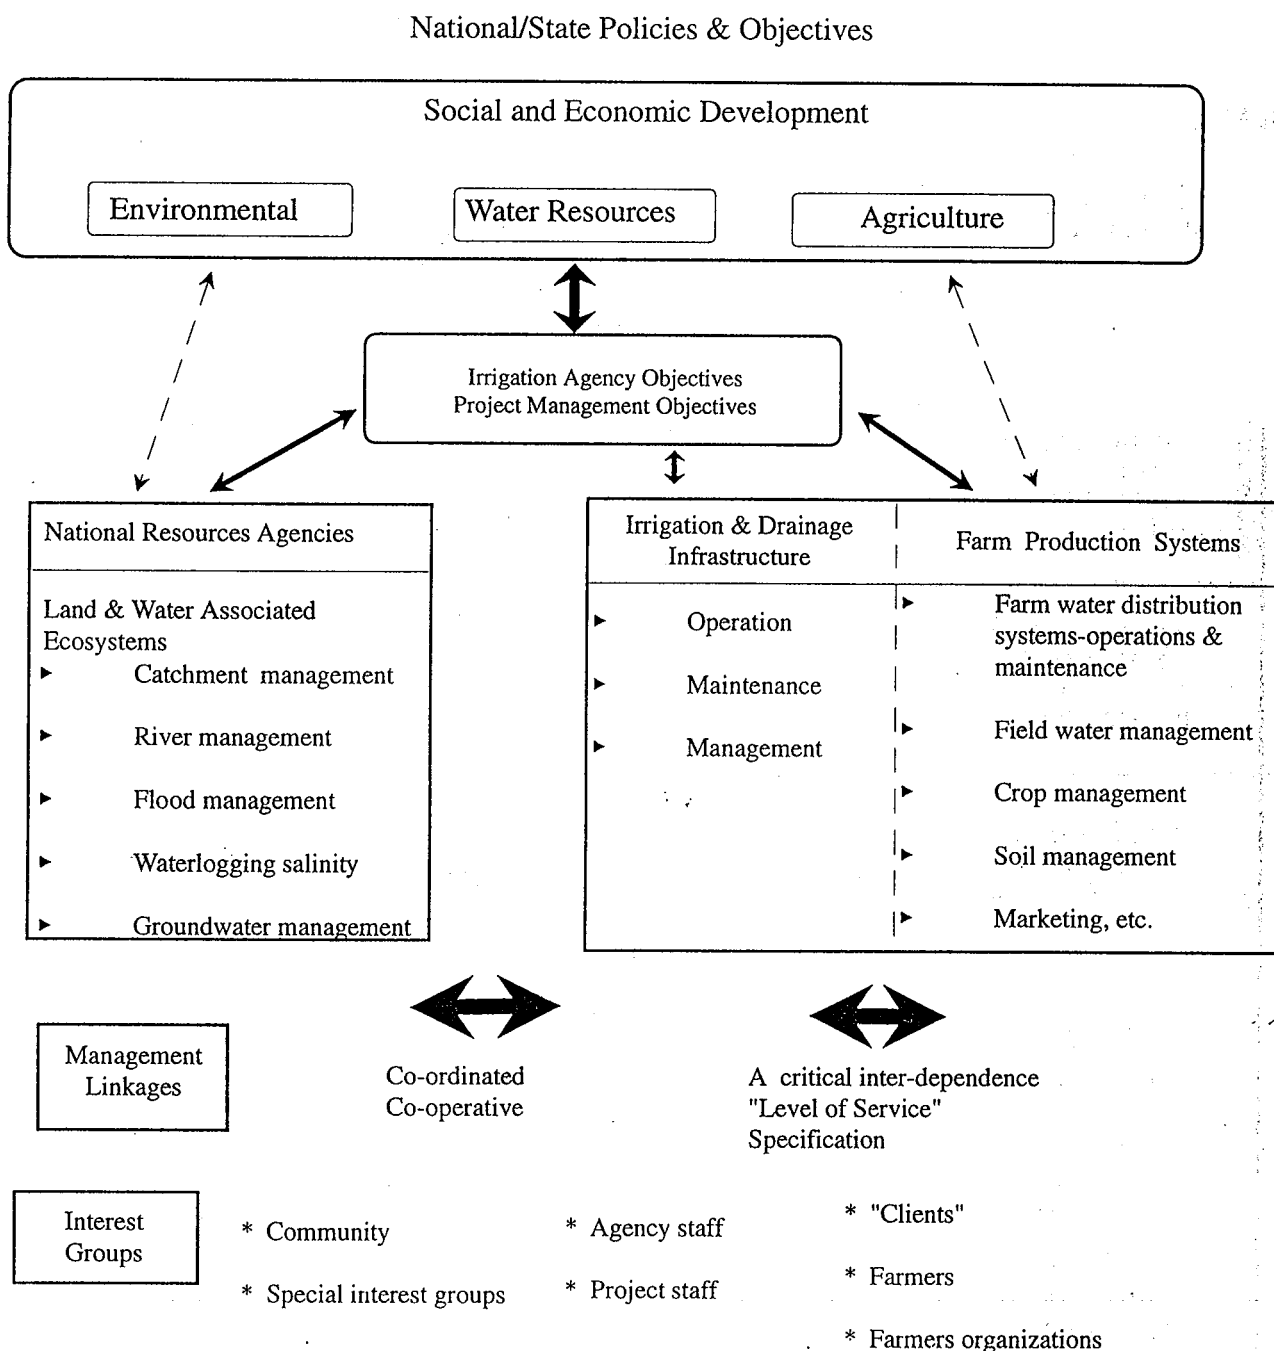 National/State Policies & Objectives
Social and Economic Development
Environmental
Water Resources
Agriculture
Irrigation Agency Objectives
Project Management Objectives
National Resources Agencies
Land & Water Associated
Ecosystems
► Catchment management
► River management
► Flood management
► Waterlogging salinity
► Groundwater management
Irrigation & Drainage
Infrastructure
► Operation
► Maintenance
► Management
Farm Production Systems
► Farm water distribution
systems-operations &
maintenance
► Field water management
► Crop management
► Soil management
► Marketing, etc.
Management
Linkages
Co-ordinated
Co-operative
A critical inter-dependence
"Level of Service"
Specification
Interest
Groups
* Community
* Special interest groups
* Agency staff
* Project staff
* "Clients"
* Farmers
* Farmers organizations